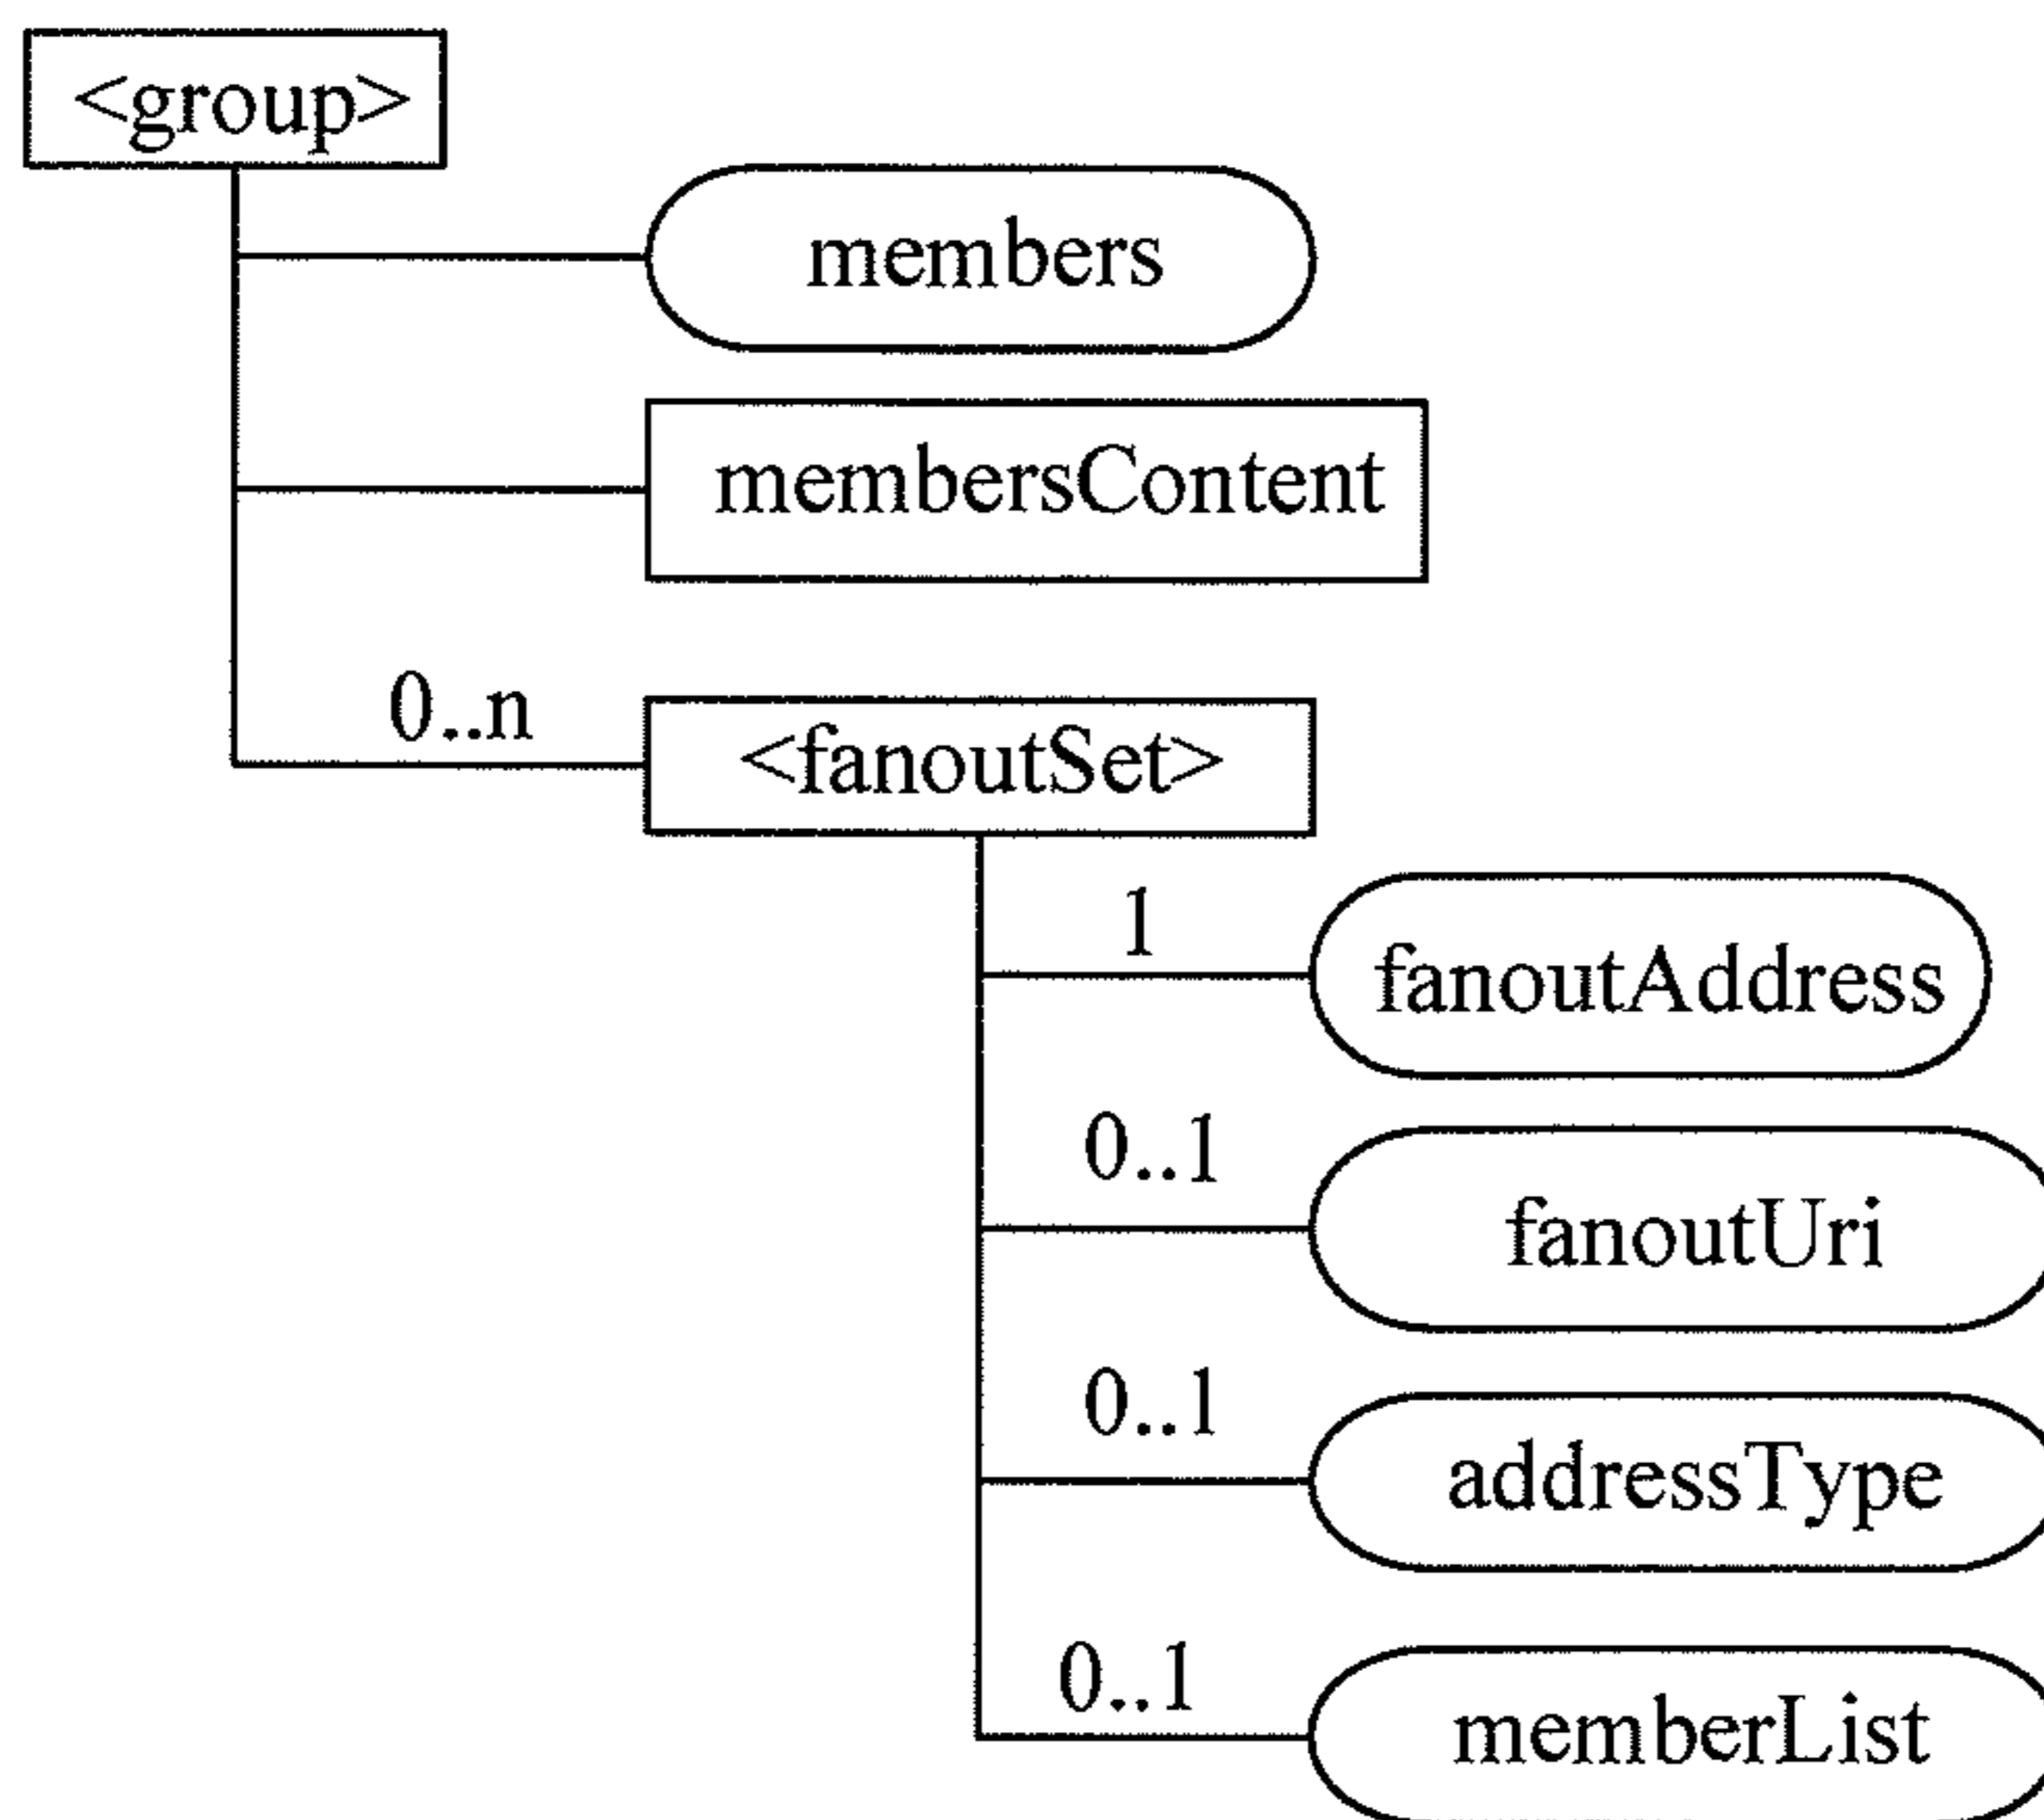 <group>
members
membersContent
0..n
<fanoutSet>
1
fanoutAddress
0..1
fanoutUri
0..1
addressType
0..1
memberList